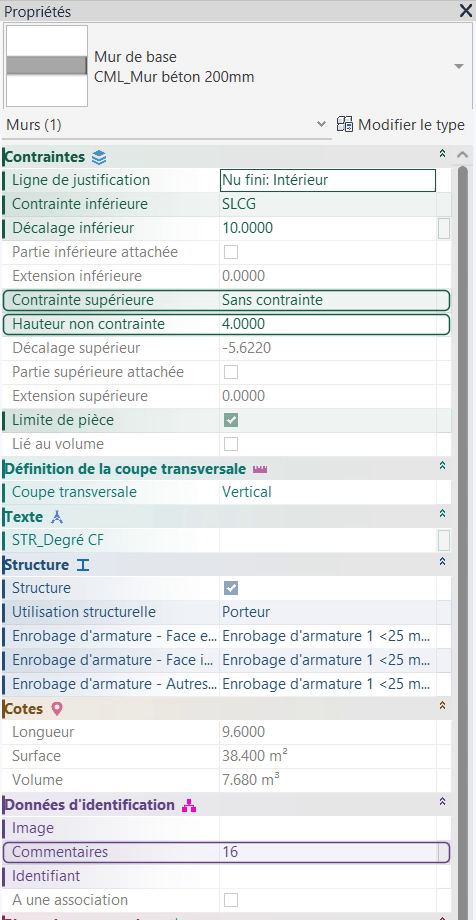 Propriétés
Mur de base
CML_Mur béton 200mm
Murs (1)
Modifier le type
Contraintes
Ligne de justification Nu fini: Intérieur
Contrainte inférieure SLCG
Décalage inférieur 10.0000
Partie inférieure attachée
Extension inférieure 0.0000
Contrainte supérieure Sans contrainte
Hauteur non contrainte 4.0000
Décalage supérieur -5.6220
Partie supérieure attachée
Extension supérieure 0.0000
Limite de pièce
Lié au volume
Définition de la coupe transversale
Coupe transversale Vertical
Texte
STR_Degré CF
Structure
Structure
Utilisation structurelle Porteur
Enrobage d'armature - Face e... Enrobage d'armature 1 <25 m...
Enrobage d'armature - Face i... Enrobage d'armature 1 <25 m...
Enrobage d'armature - Autres... Enrobage d'armature 1 <25 m...
Cotes
Longueur 9.6000
Surface 38.400 m²
Volume 7.680 m³
Données d'identification
Image
Commentaires 16
Identifiant
A une association